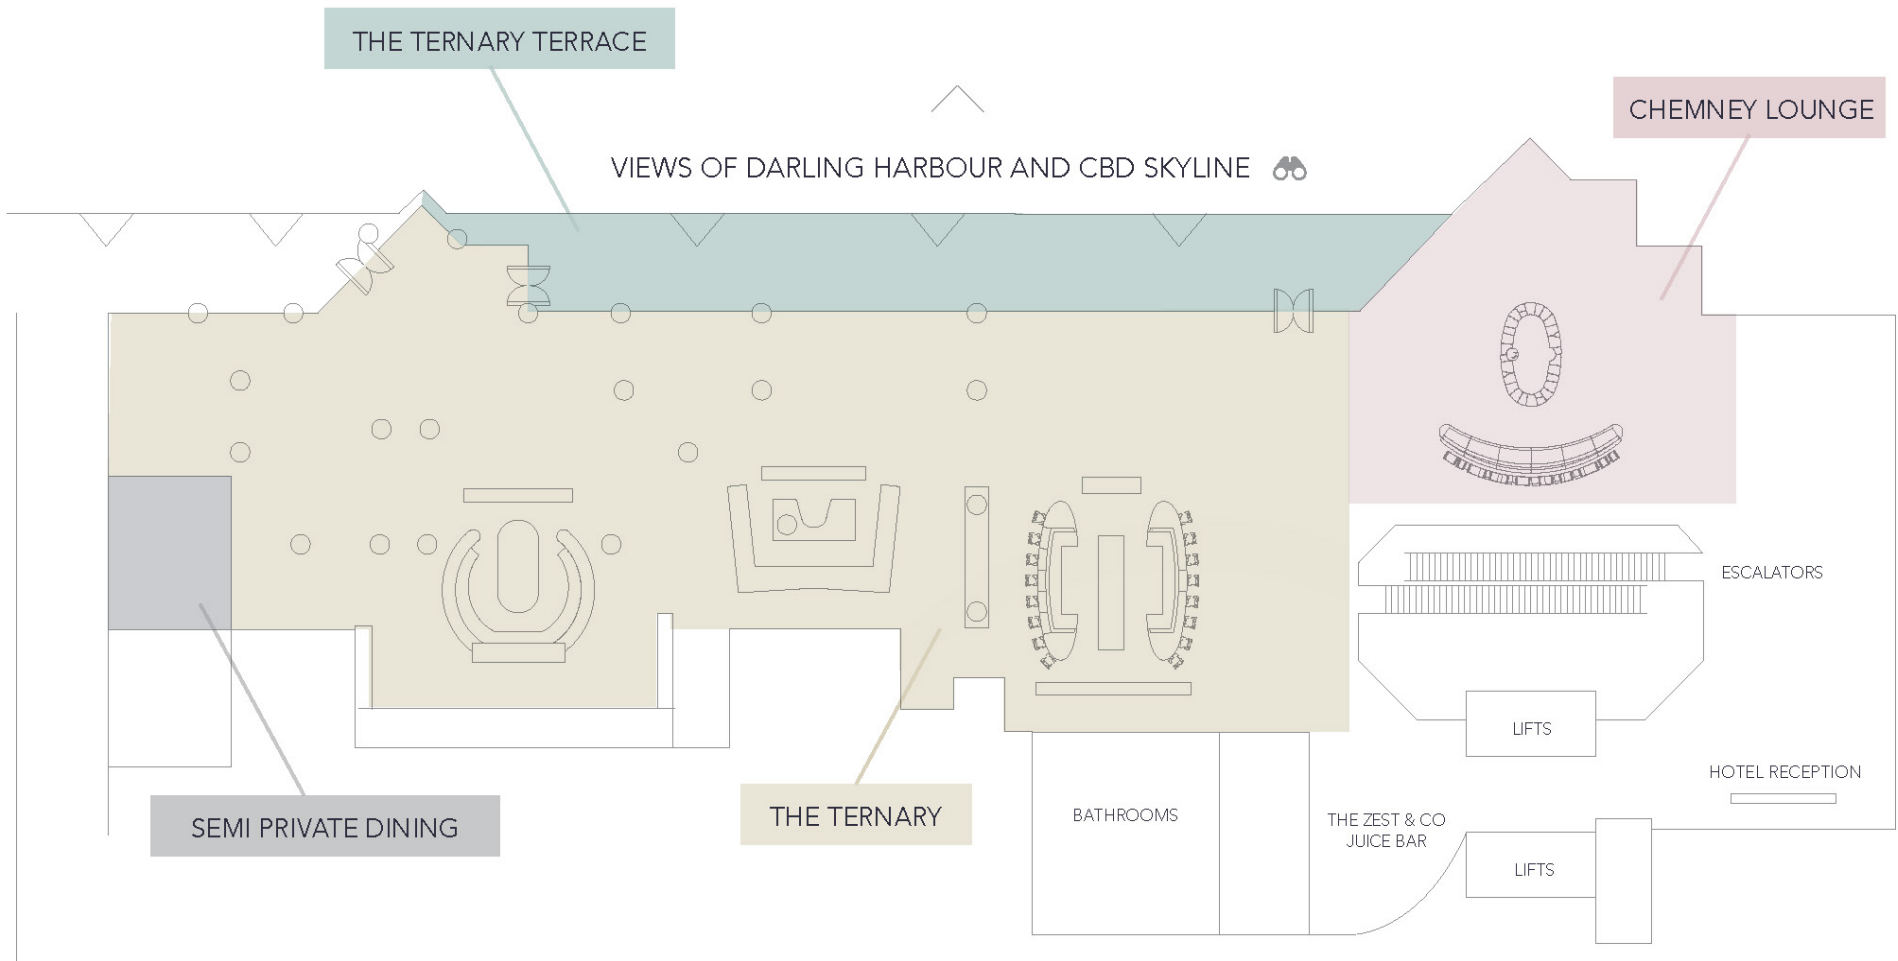 THE TERNARY TERRACE
CHEMNEY LOUNGE
VIEWS OF DARLING HARBOUR AND CBD SKYLINE
ESCALATORS
LIFTS
HOTEL RECEPTION
SEMI PRIVATE DINING
THE TERNARY
BATHROOMS
THE ZEST & CO
JUICE BAR
LIFTS